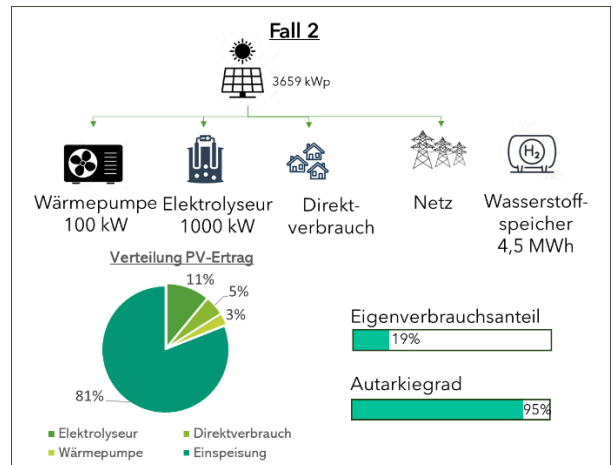 Fall 2
3659 kWp
H₂
Wärmepumpe
100 kW
Elektrolyseur
1000 kW
Direkt-
verbrauch
Netz
Wasserstoff-
speicher
4,5 MWh
Verteilung PV-Ertrag
11%
5%
3%
81%
Elektrolyseur
Direktverbrauch
Wärmepumpe
Einspeisung
Eigenverbrauchsanteil
19%
Autarkiegrad
95%